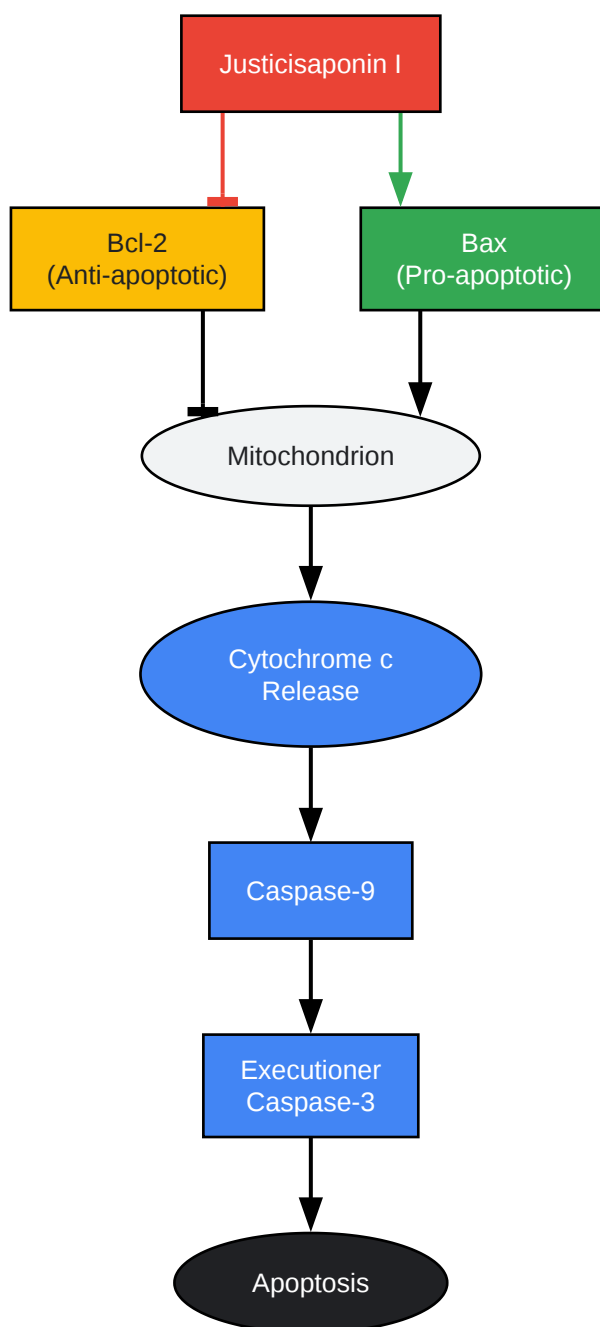 Justicisaponin I
Bcl-2
(Anti-apoptotic)
Bax
(Pro-apoptotic)
Mitochondrion
Cytochrome c
Release
Caspase-9
Executioner
Caspase-3
Apoptosis